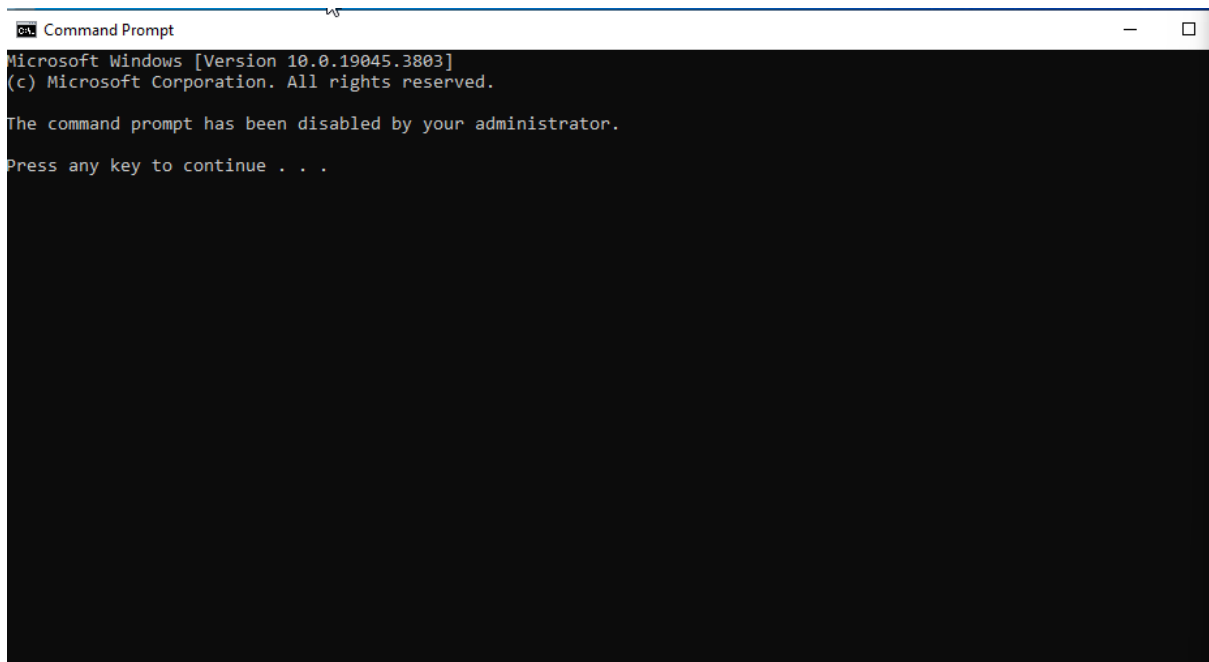 Command Prompt
Microsoft Windows [Version 10.0.19045.3803]
(c) Microsoft Corporation. All rights reserved.
The command prompt has been disabled by your administrator.
Press any key to continue . . .